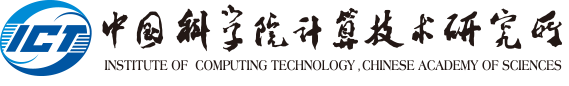 ICT
中国科学院计算技术研究所
INSTITUTE OF COMPUTING TECHNOLOGY, CHINESE ACADEMY OF SCIENCES